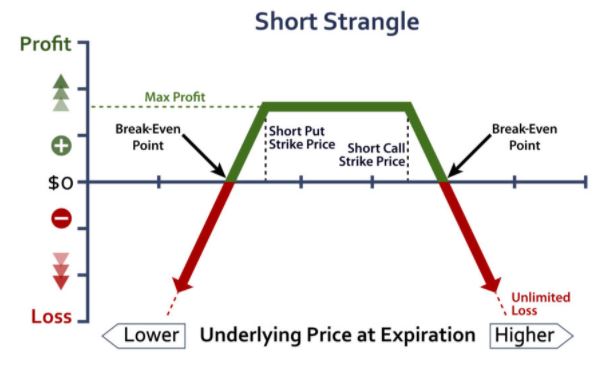 Short Strangle
Profit
Max Profit
Break-Even
Point
Short Put
Strike Price
Short Call
Strike Price
Break-Even
Point
$0
Loss
Unlimited
Loss
Lower
Underlying Price at Expiration
Higher